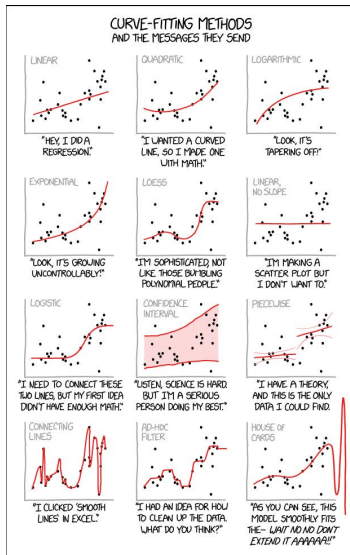 CURVE-FITTING METHODS
AND THE MESSAGES THEY SEND
LINEAR
"HEY, I DID A
REGRESSION."
QUADRATIC
"I WANTED A CURVED
LINE, SO I MADE ONE
WITH MATH."
LOGARITHMIC
"LOOK, IT'S
TAPERING OFF!"
EXPONENTIAL
"LOOK, IT'S GROWING
UNCONTROLLABLY!"
LOESS
"I'M SOPHISTICATED, NOT
LIKE THOSE BUMBLING
POLYNOMIAL PEOPLE."
LINEAR,
NO SLOPE
"I'M MAKING A
SCATTER PLOT BUT
I DON'T WANT TO."
LOGISTIC
"I NEED TO CONNECT THESE
TWO LINES, BUT MY FIRST IDEA
DIDN'T HAVE ENOUGH MATH."
CONFIDENCE
INTERVAL
"LISTEN, SCIENCE IS HARD.
BUT I'M A SERIOUS
PERSON DOING MY BEST."
PIECEWISE
"I HAVE A THEORY,
AND THIS IS THE ONLY
DATA I COULD FIND.
CONNECTING
LINES
"I CLICKED 'SMOOTH
LINES' IN EXCEL."
AD-HOC
FILTER
"I HAD AN IDEA FOR HOW
TO CLEAN UP THE DATA.
WHAT DO YOU THINK?"
HOUSE OF
CARDS
"AS YOU CAN SEE, THIS
MODEL SMOOTHLY FITS
THE- WAIT NO NO DON'T
EXTEND IT AAAAAA!!"